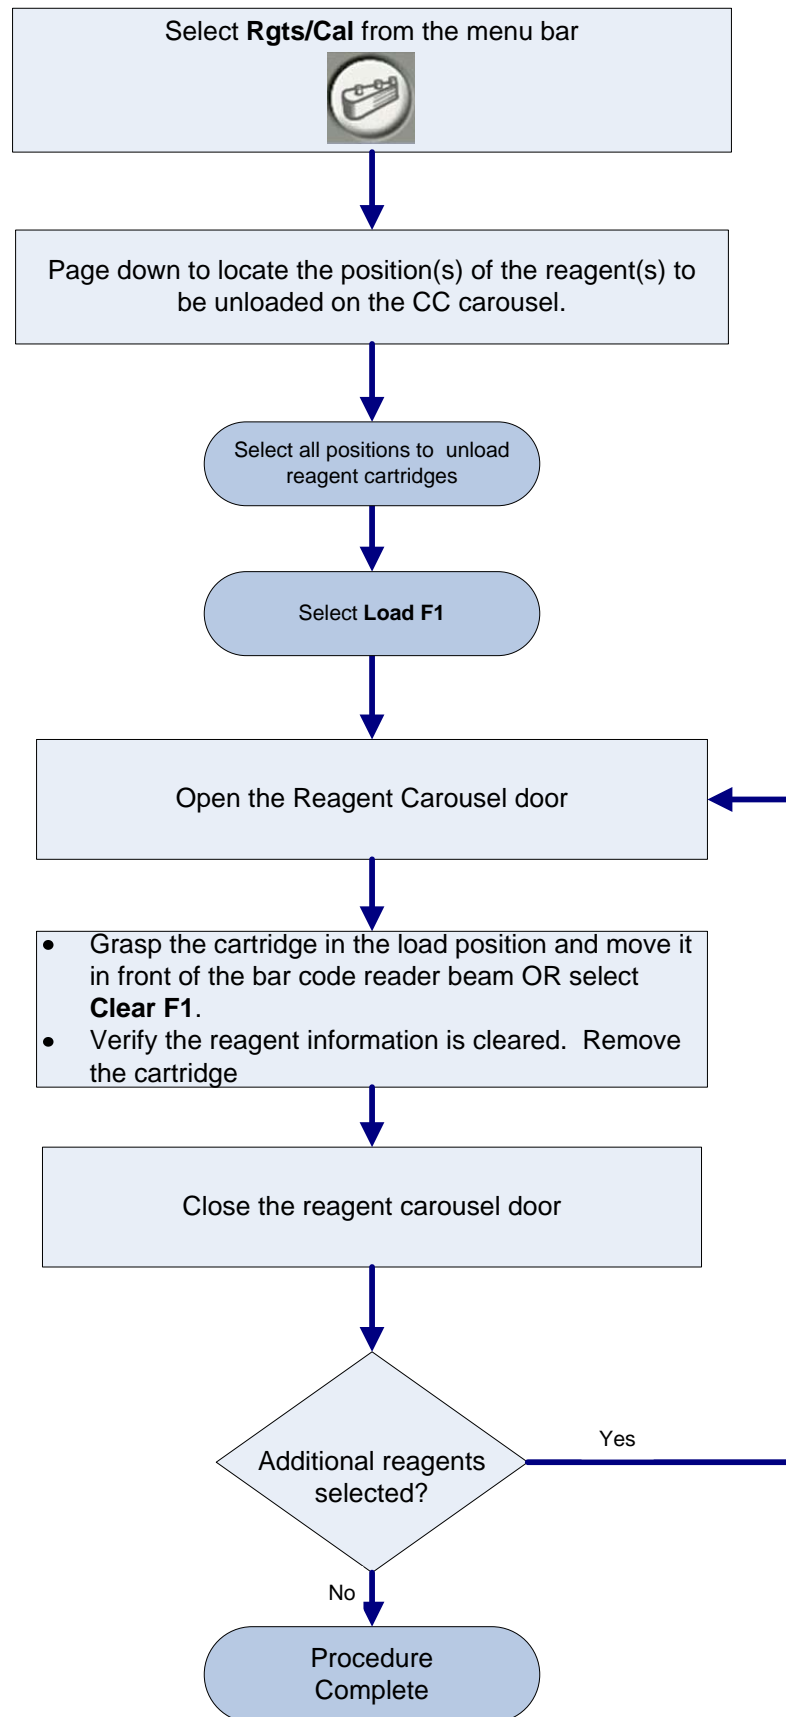 Select Rgts/Cal from the menu bar
Page down to locate the position(s) of the reagent(s) to
be unloaded on the CC carousel.
Select all positions to  unload
reagent cartridges
Select Load F1
Open the Reagent Carousel door
• Grasp the cartridge in the load position and move it
in front of the bar code reader beam OR select
Clear F1.
• Verify the reagent information is cleared.  Remove
the cartridge
Close the reagent carousel door
Additional reagents
selected?
Yes
No
Procedure
Complete